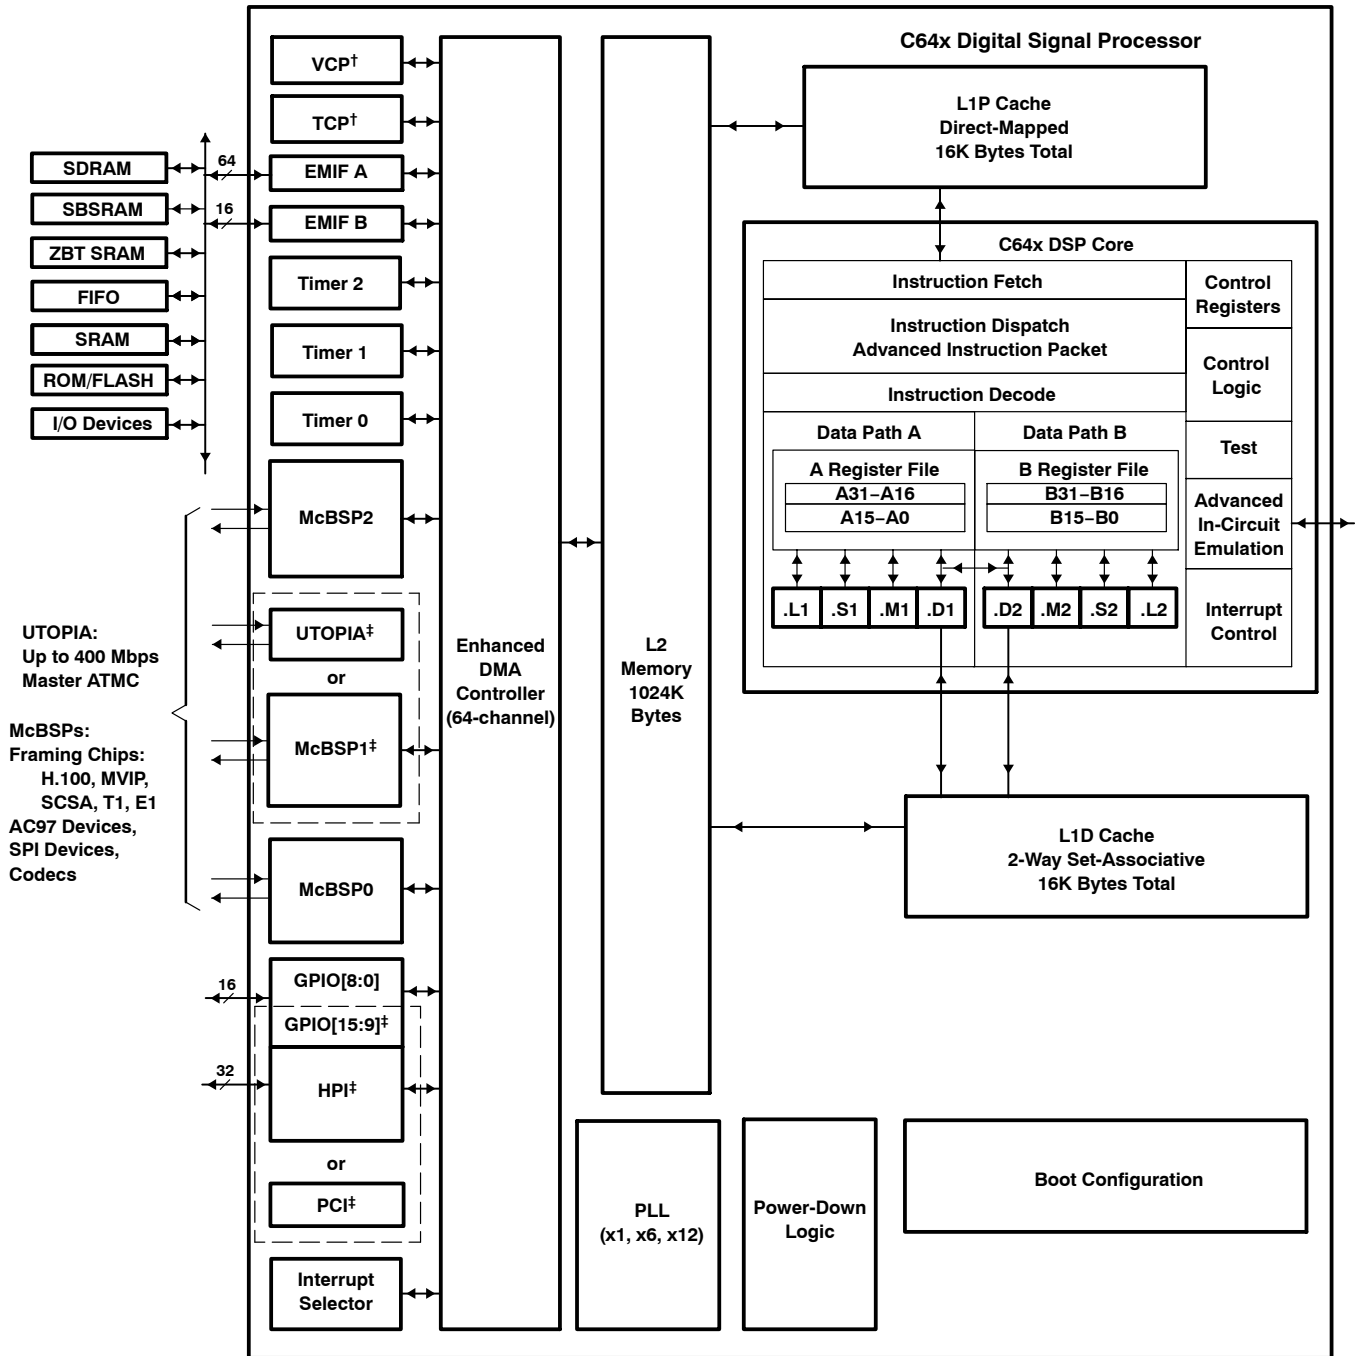 C64x Digital Signal Processor
VCP†
TCP†
EMIF A
EMIF B
Timer 2
Timer 1
Timer 0
McBSP2
UTOPIA‡
or
McBSP1‡
McBSP0
GPIO[8:0]
GPIO[15:9]‡
HPI‡
or
PCI‡
Interrupt
Selector
64
16
16
32
SDRAM
SBSRAM
ZBT SRAM
FIFO
SRAM
ROM/FLASH
I/O Devices
UTOPIA:
Up to 400 Mbps
Master ATMC
McBSPs:
Framing Chips:
H.100, MVIP,
SCSA, T1, E1
AC97 Devices,
SPI Devices,
Codecs
Enhanced
DMA
Controller
(64-channel)
L2
Memory
1024K
Bytes
L1P Cache
Direct-Mapped
16K Bytes Total
C64x DSP Core
Instruction Fetch
Instruction Dispatch
Advanced Instruction Packet
Instruction Decode
Data Path A
Data Path B
A Register File
A31–A16
A15–A0
B Register File
B31–B16
B15–B0
.L1
.S1
.M1
.D1
.D2
.M2
.S2
.L2
Control
Registers
Control
Logic
Test
Advanced
In-Circuit
Emulation
Interrupt
Control
L1D Cache
2-Way Set-Associative
16K Bytes Total
PLL
(x1, x6, x12)
Power-Down
Logic
Boot Configuration